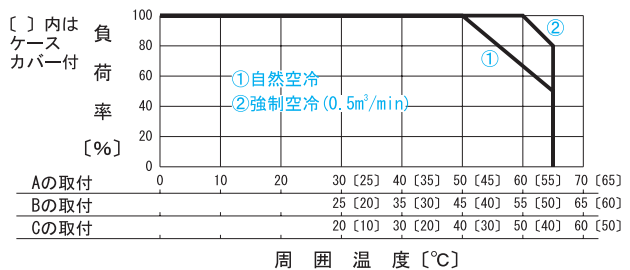 〔 〕内は
ケース
カバー付
負
荷
率
〔%〕
100
80
60
40
20
0
①自然空冷
②強制空冷(0.5m³/min)
①
②
Aの取付 0 10 20 30〔25〕 40〔35〕 50〔45〕 60〔55〕 70〔65〕
Bの取付 25〔20〕 35〔30〕 45〔40〕 55〔50〕 65〔60〕
Cの取付 20〔10〕 30〔20〕 40〔30〕 50〔40〕 60〔50〕
周 囲 温 度〔℃〕